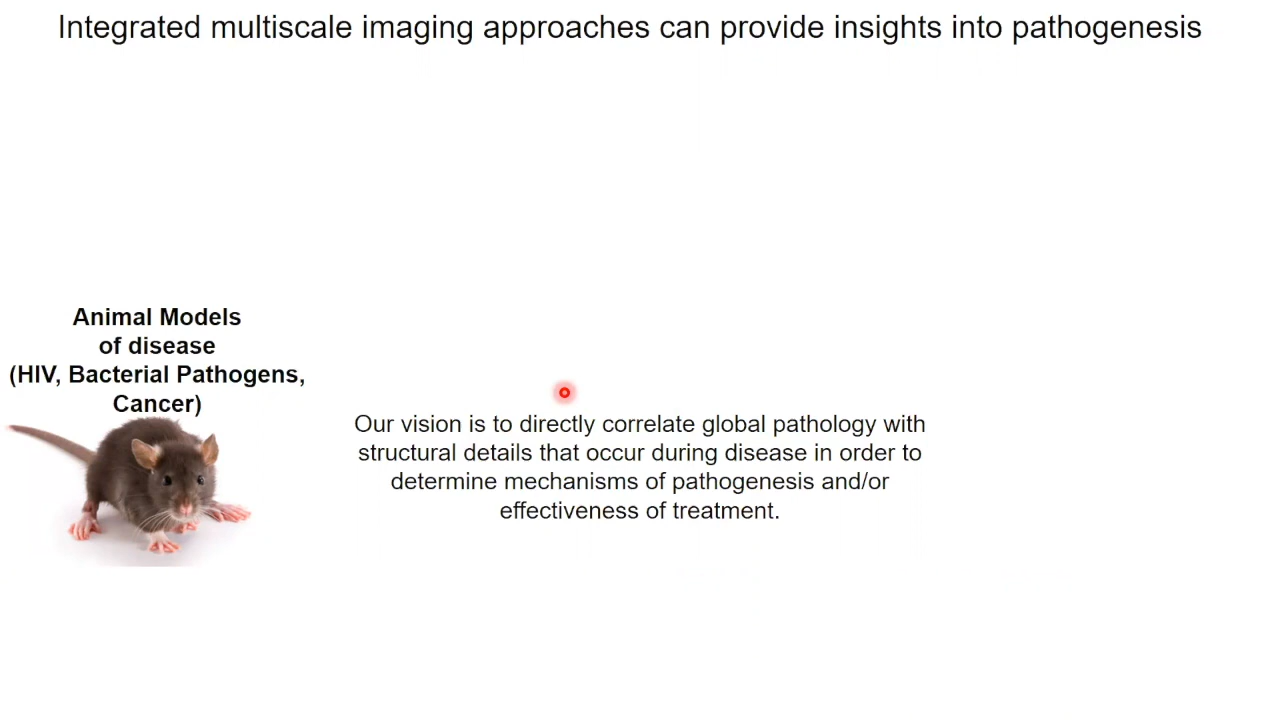 Integrated multiscale imaging approaches can provide insights into pathogenesis
Animal Models
of disease
(HIV, Bacterial Pathogens,
Cancer)
Our vision is to directly correlate global pathology with
structural details that occur during disease in order to
determine mechanisms of pathogenesis and/or
effectiveness of treatment.